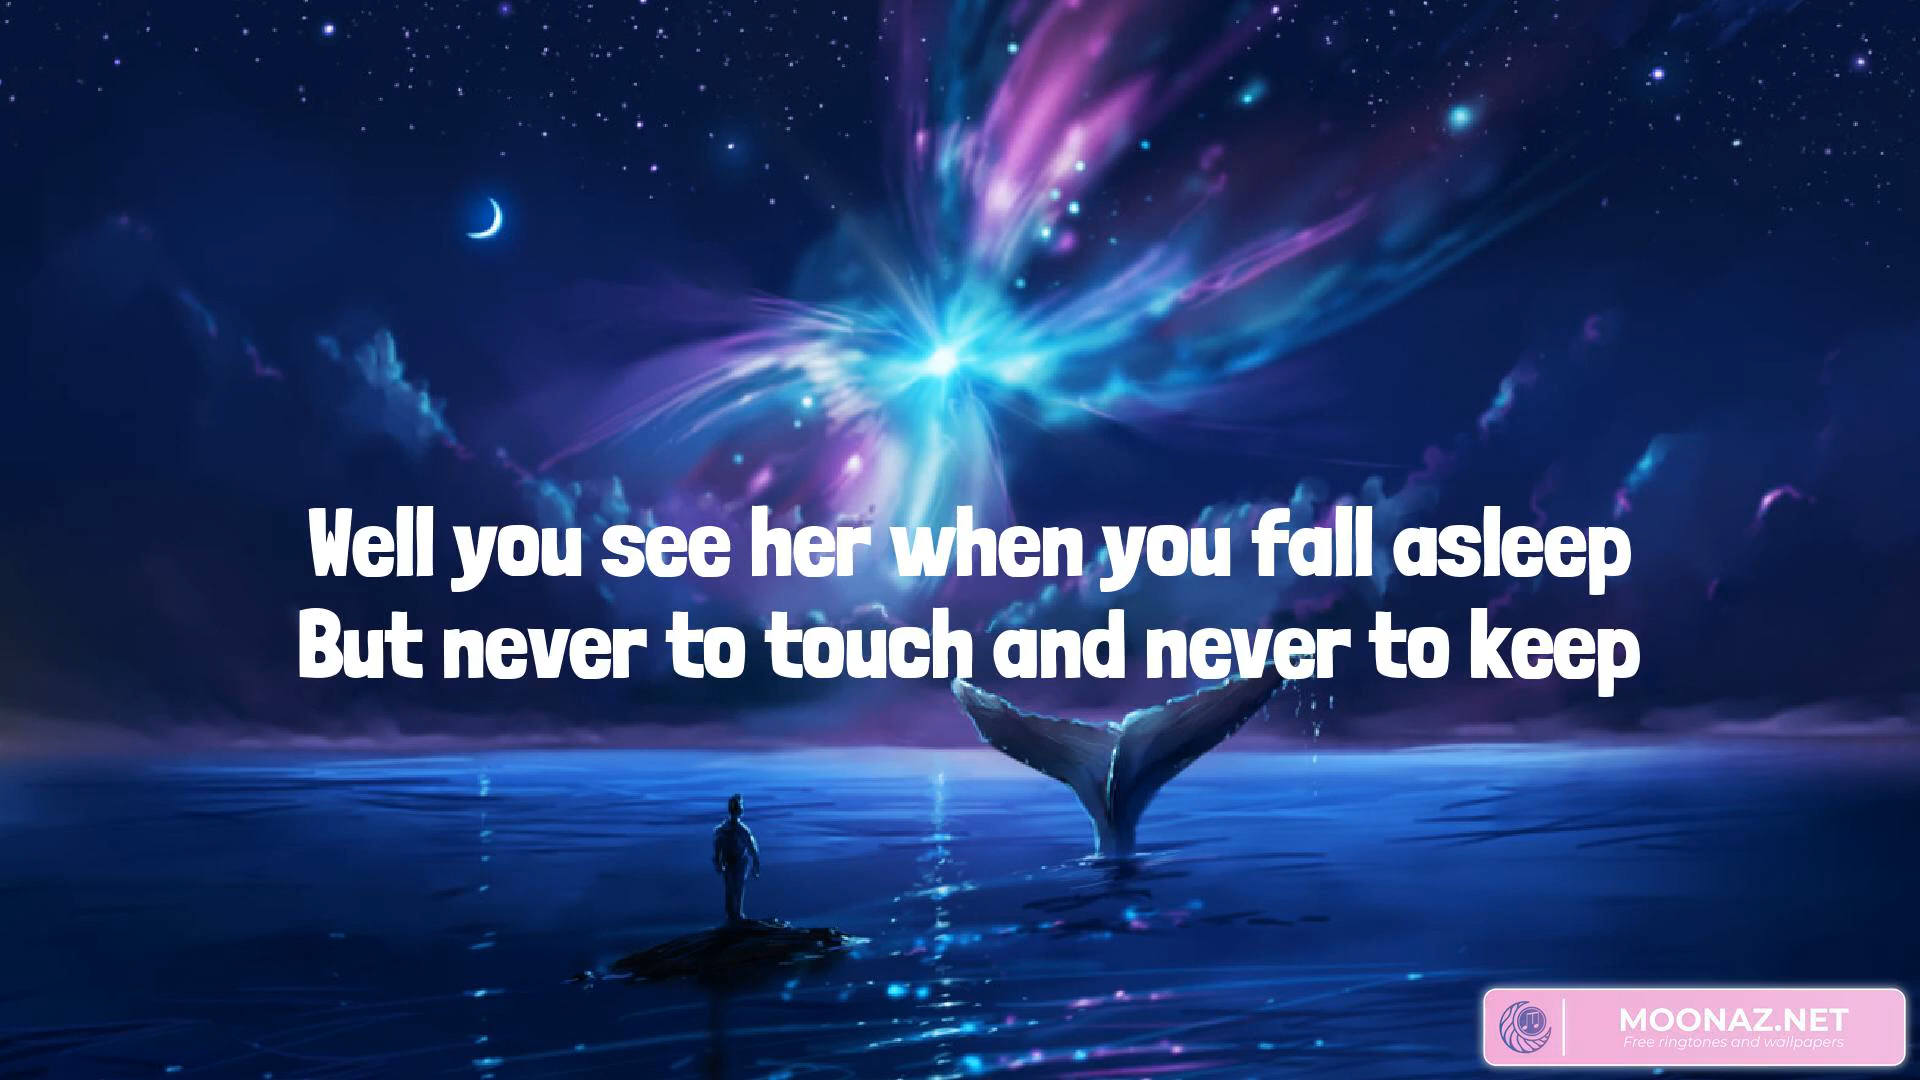 Well you see her when you fall asleep
But never to touch and never to keep
MOONAZ.NET
Free ringtones and wallpapers